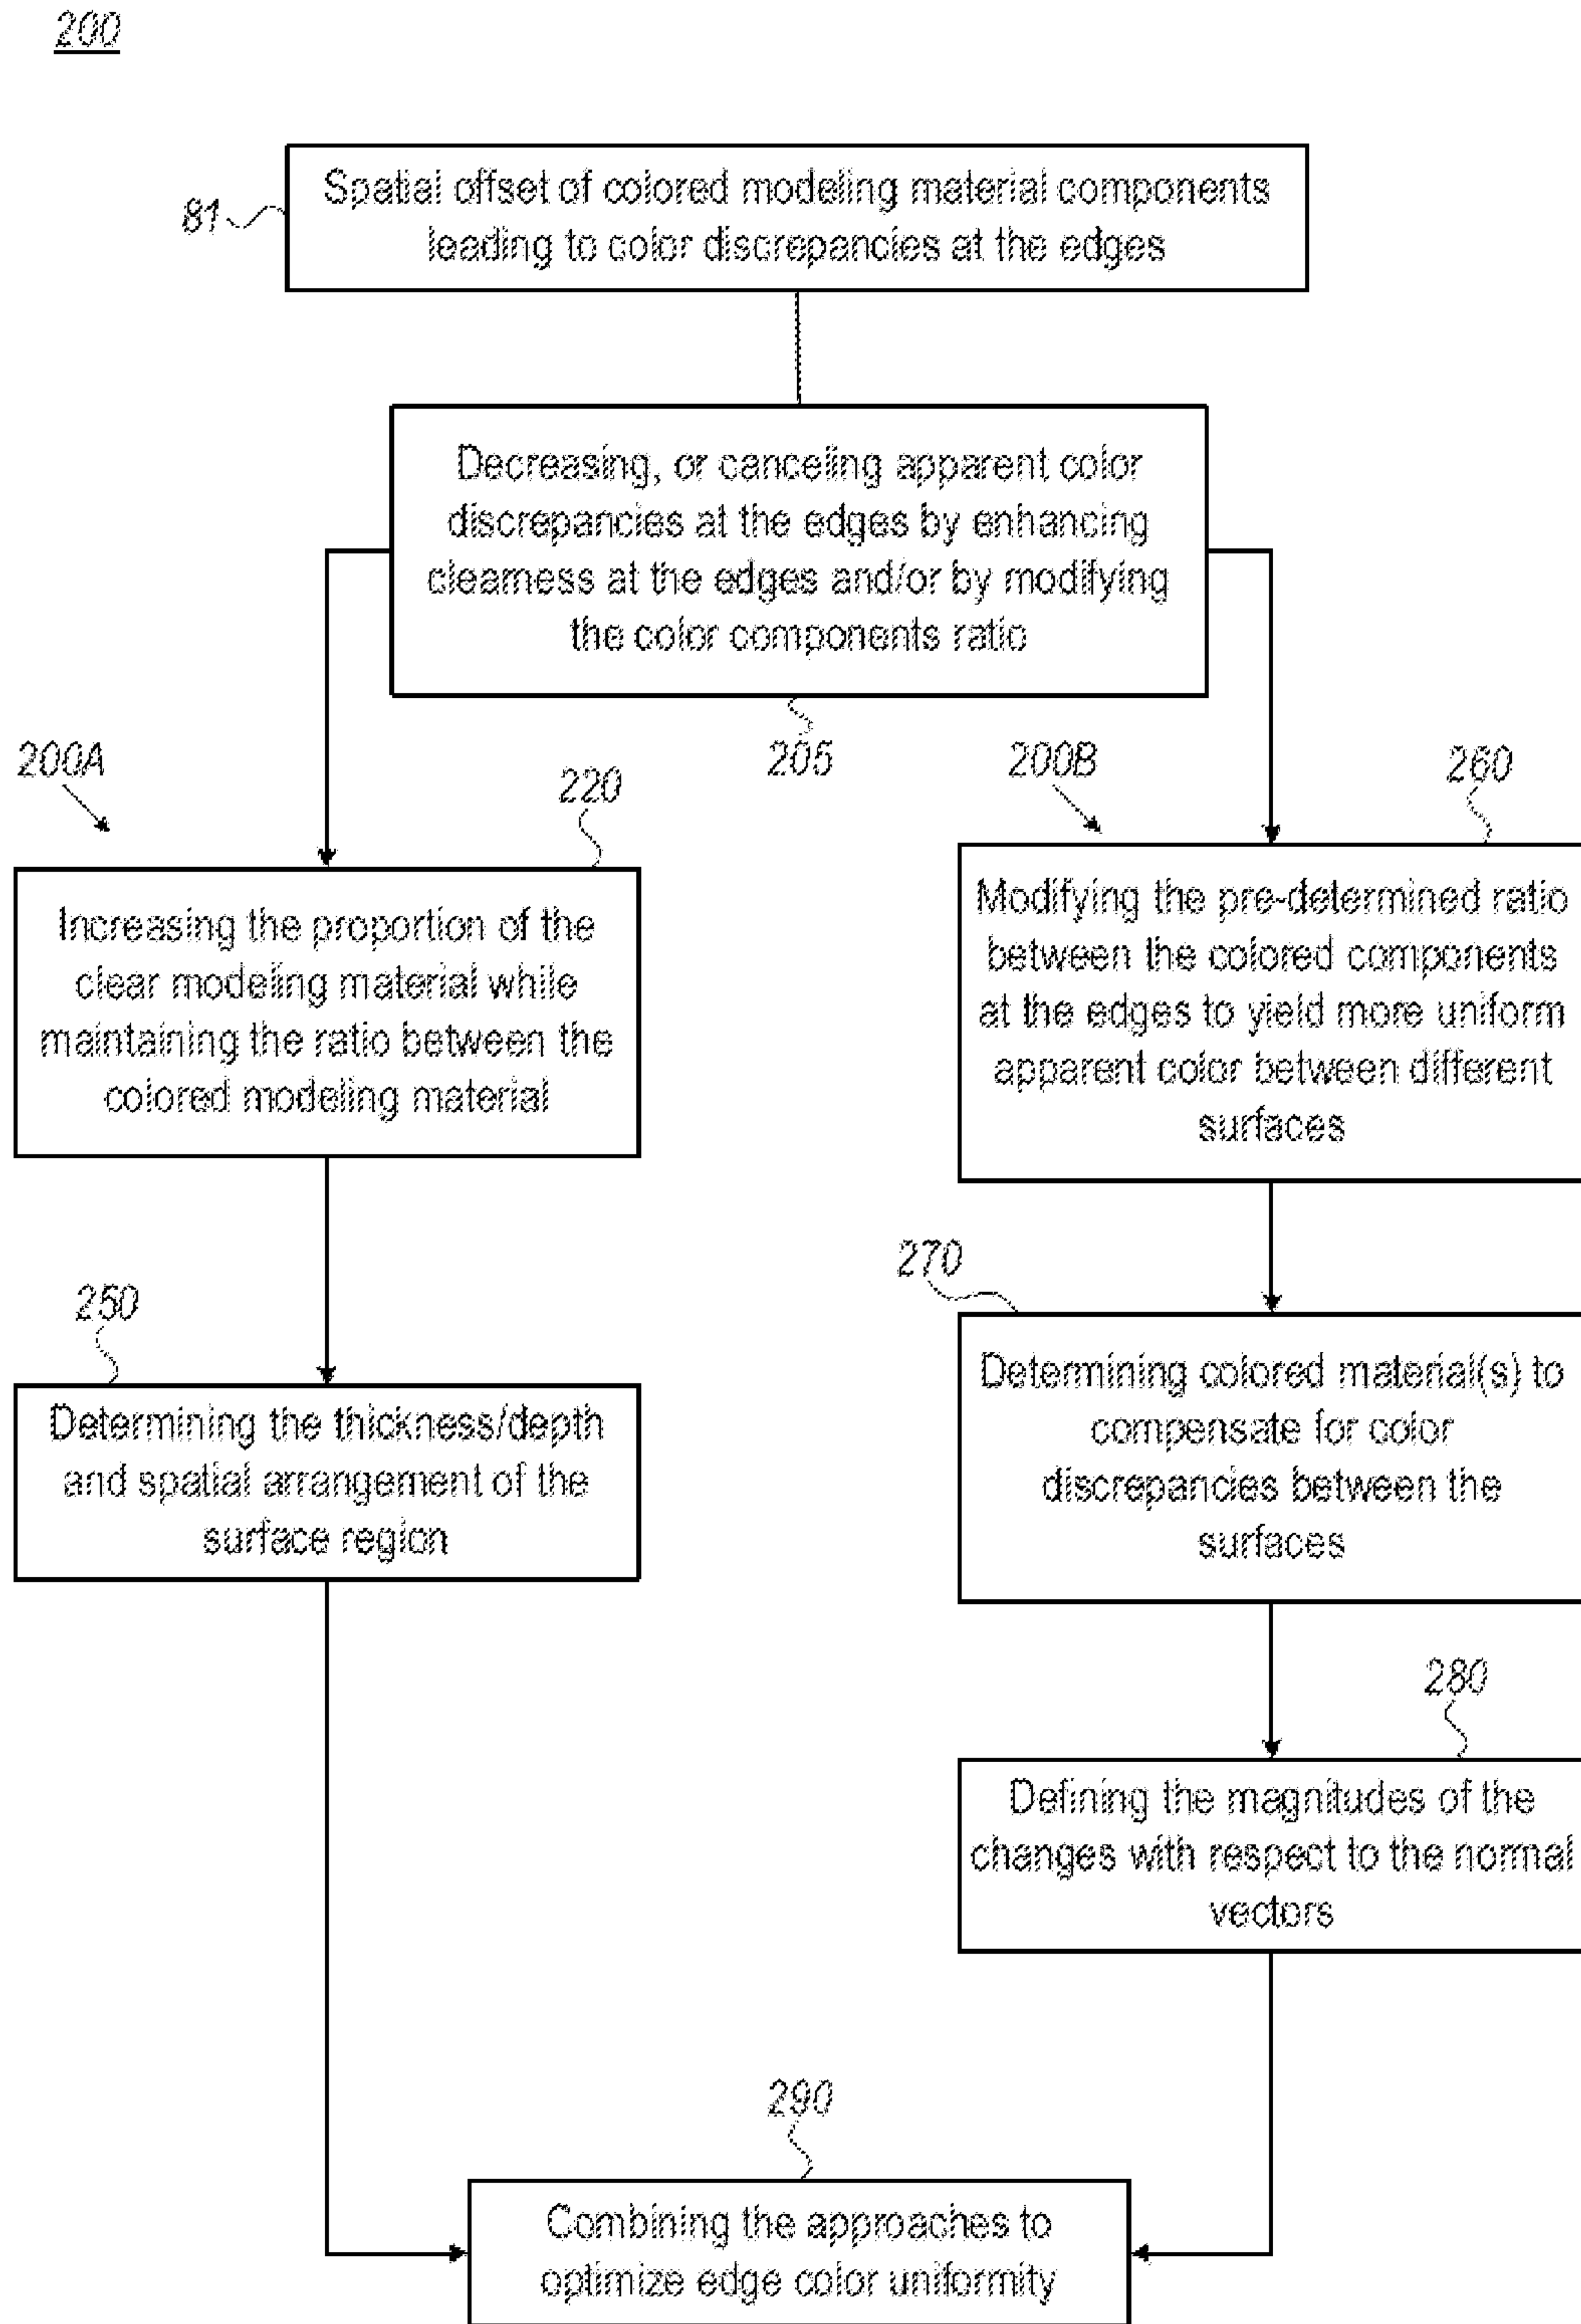 200
81
Spatial offset of colored modeling material components
leading to color discrepancies at the edges
Decreasing, or canceling apparent color
discrepancies at the edges by enhancing
clearness at the edges and/or by modifying
the color components ratio
205
200A
220
Increasing the proportion of the
clear modeling material while
maintaining the ratio between the
colored modeling material
250
Determining the thickness/depth
and spatial arrangement of the
surface region
200B
260
Modifying the pre-determined ratio
between the colored components
at the edges to yield more uniform
apparent color between different
surfaces
270
Determining colored material(s) to
compensate for color
discrepancies between the
surfaces
280
Defining the magnitudes of the
changes with respect to the normal
vectors
290
Combining the approaches to
optimize edge color uniformity